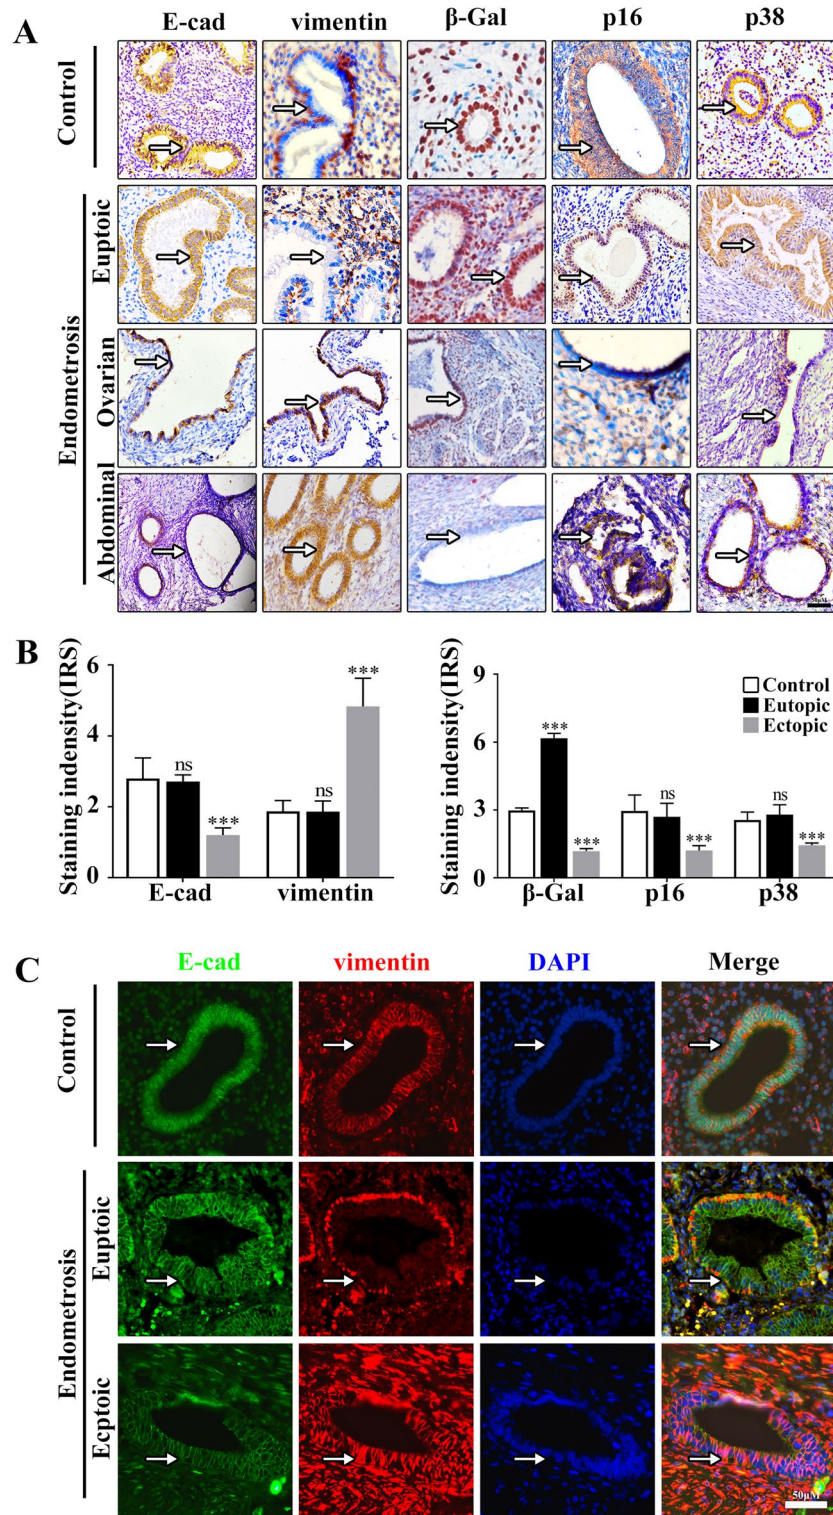 A
E-cad vimentin β-Gal p16 p38
Control
Endometrosis
Euptoic
Ovarian
Abdominal
50μM
B
Staining indensity(IRS)
6
4
2
0
ns
***
ns
***
E-cad vimentin
Staining indensity(IRS)
9
6
3
0
***
***
ns
***
ns
***
β-Gal p16 p38
Control
Eutopic
Ectopic
C
E-cad vimentin DAPI Merge
Control
Endometrosis
Euptoic
Ecptoic
50μM